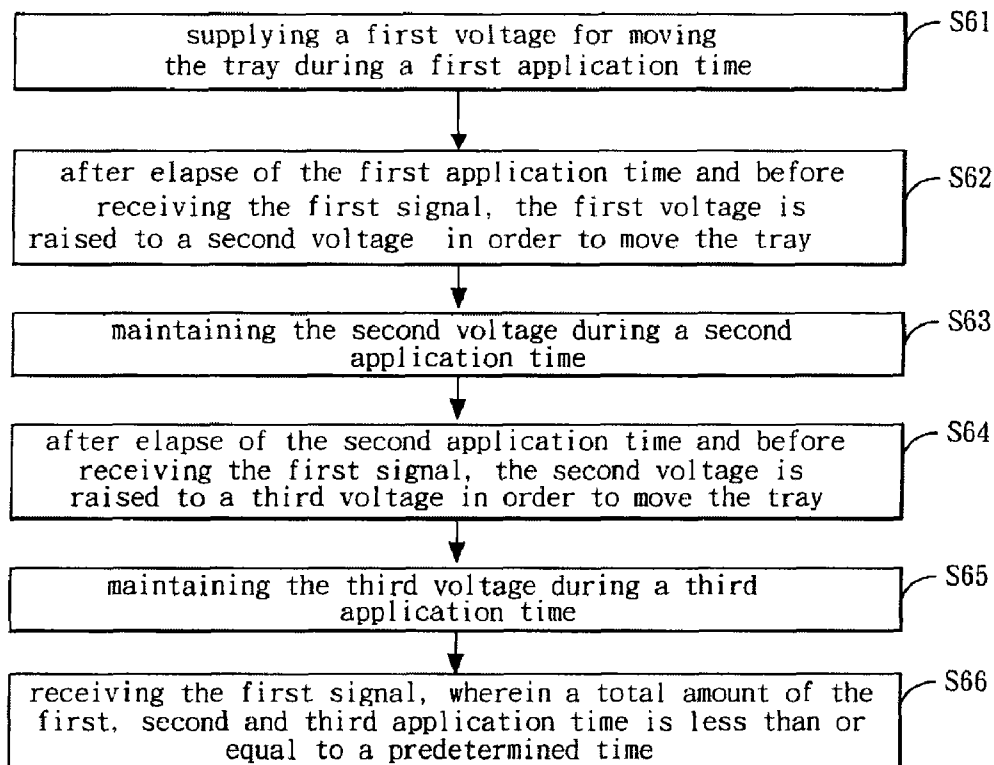 supplying a first voltage for moving
the tray during a first application time
S61
after elapse of the first application time and before
receiving the first signal, the first voltage is
raised to a second voltage in order to move the tray
S62
maintaining the second voltage during a second
application time
S63
after elapse of the second application time and before
receiving the first signal, the second voltage is
raised to a third voltage in order to move the tray
S64
maintaining the third voltage during a third
application time
S65
receiving the first signal, wherein a total amount of the
first, second and third application time is less than or
equal to a predetermined time
S66